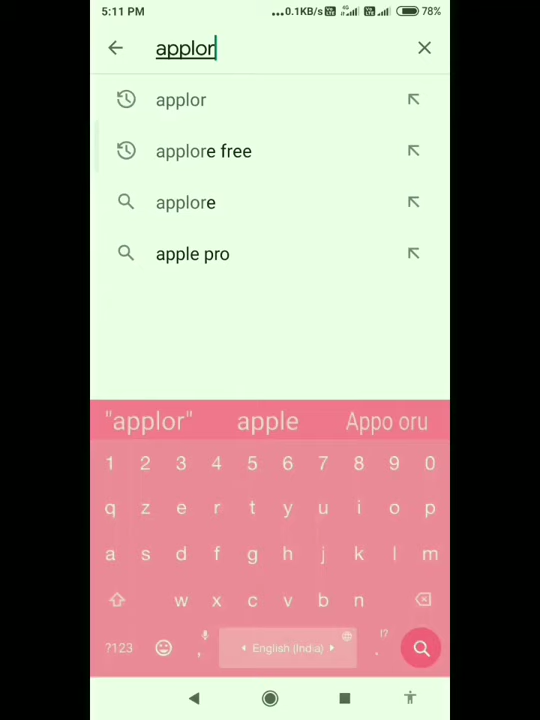 5:11 PM ...0.1KB/s 4G 78%
applor
applor
applore free
applore
apple pro
"applor" apple Appo oru
1 2 3 4 5 6 7 8 9 0
q z e r t y u i o p
a s d f g h j k l m
w x c v b n
?123 , English (India) . !?